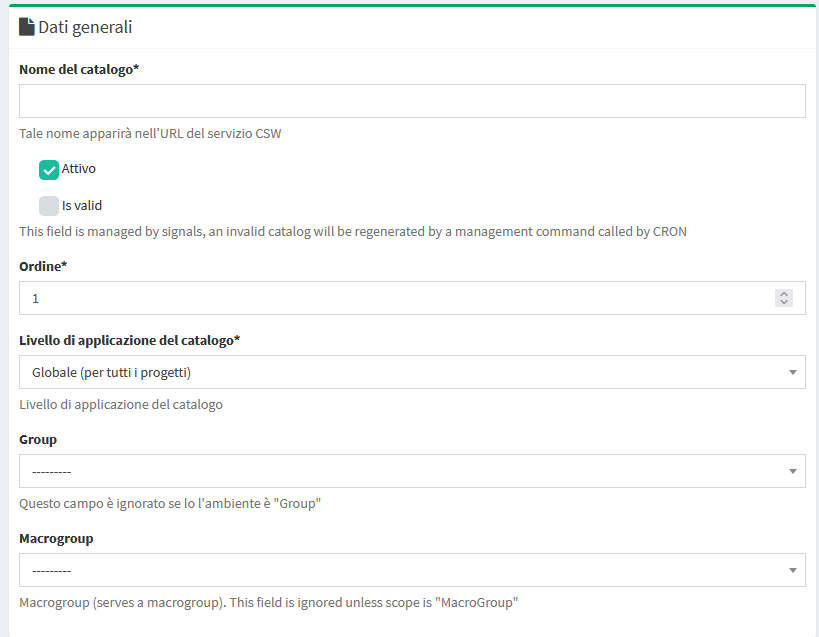 Dati generali
Nome del catalogo*
Tale nome apparirà nell'URL del servizio CSW
Attivo
Is valid
This field is managed by signals, an invalid catalog will be regenerated by a management command called by CRON
Ordine*
1
Livello di applicazione del catalogo*
Globale (per tutti i progetti)
Livello di applicazione del catalogo
Group
---------
Questo campo è ignorato se lo l'ambiente è "Group"
Macrogroup
---------
Macrogroup (serves a macrogroup). This field is ignored unless scope is "MacroGroup"